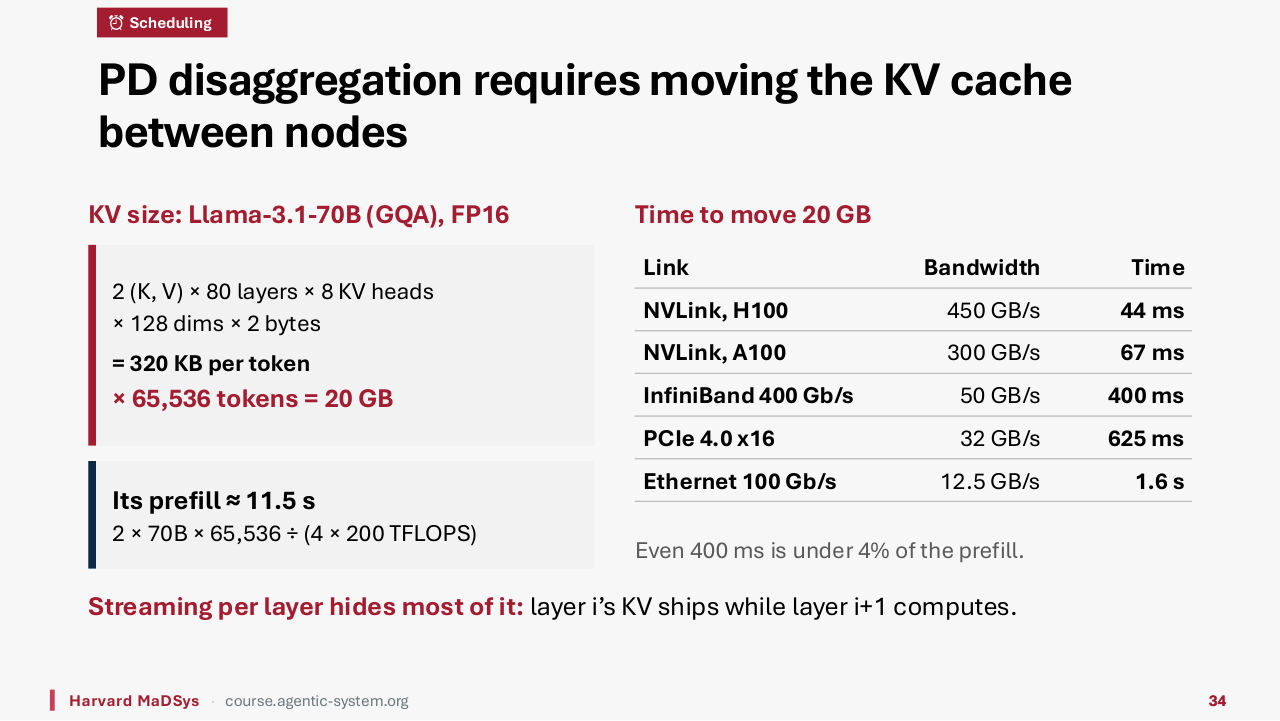 Scheduling
PD disaggregation requires moving the KV cache
between nodes
KV size: Llama-3.1-70B (GQA), FP16
2 (K, V) × 80 layers × 8 KV heads
× 128 dims × 2 bytes
= 320 KB per token
× 65,536 tokens = 20 GB
Its prefill ≈ 11.5 s
2 × 70B × 65,536 ÷ (4 × 200 TFLOPS)
Time to move 20 GB
Link Bandwidth Time
NVLink, H100 450 GB/s 44 ms
NVLink, A100 300 GB/s 67 ms
InfiniBand 400 Gb/s 50 GB/s 400 ms
PCIe 4.0 x16 32 GB/s 625 ms
Ethernet 100 Gb/s 12.5 GB/s 1.6 s
Even 400 ms is under 4% of the prefill.
Streaming per layer hides most of it: layer i’s KV ships while layer i+1 computes.
Harvard MaDSys · course.agentic-system.org
34